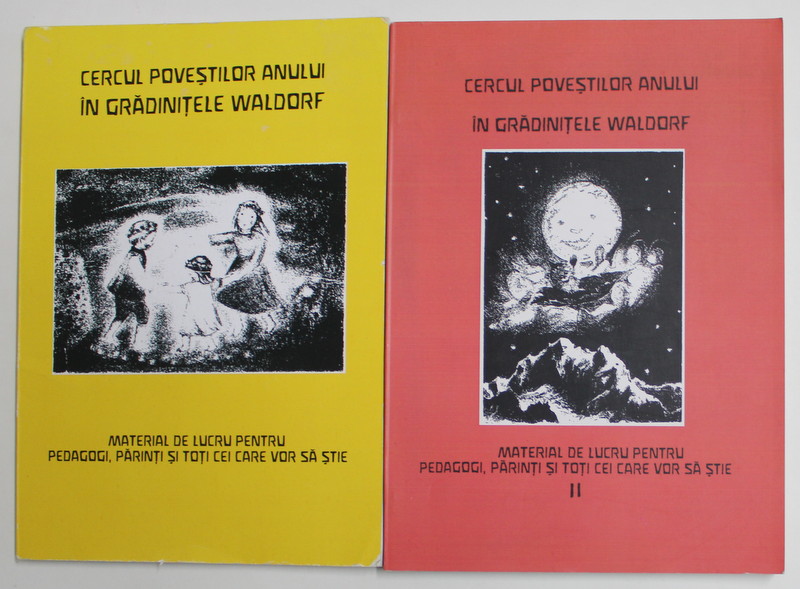 CERCUL POVEȘTILOR ANULUI
ÎN GRĂDINIȚELE WALDORF
MATERIAL DE LUCRU PENTRU
PEDAGOGI, PĂRINȚI ȘI TOȚI CEI CARE VOR SĂ ȘTIE
CERCUL POVEȘTILOR ANULUI
ÎN GRĂDINIȚELE WALDORF
MATERIAL DE LUCRU PENTRU
PEDAGOGI, PĂRINȚI ȘI TOȚI CEI CARE VOR SĂ ȘTIE
II